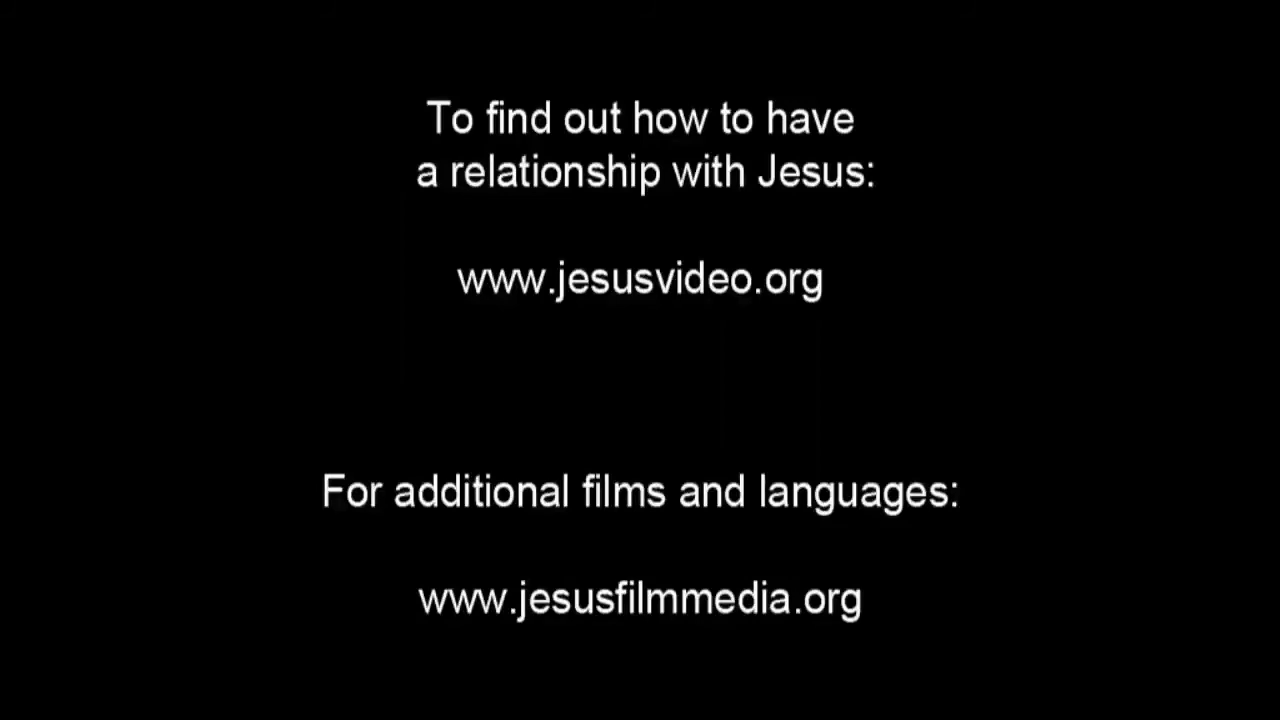 To find out how to have
a relationship with Jesus:
www.jesusvideo.org
For additional films and languages:
www.jesusfilmmedia.org